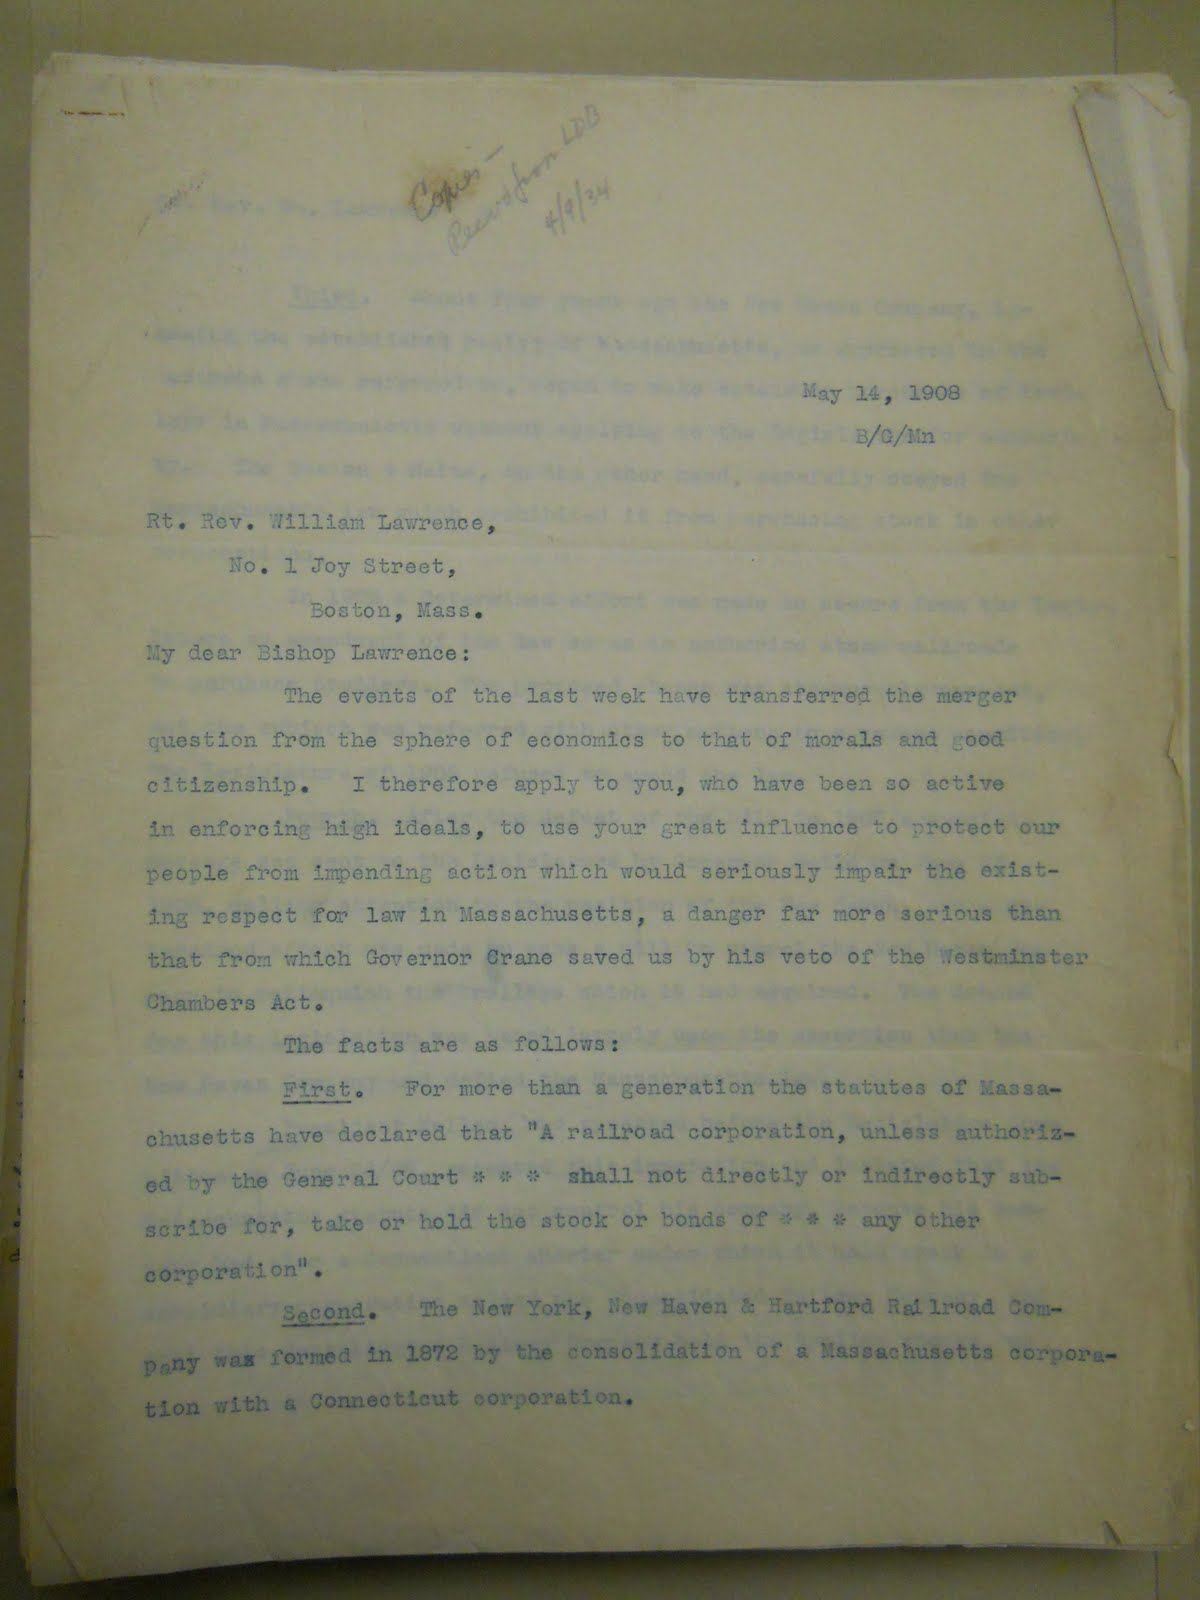 Copies —
Rec'd from LDB
4/9/34
May 14, 1908
B/G/Mn
Rt. Rev. William Lawrence,
No. 1 Joy Street,
Boston, Mass.
My dear Bishop Lawrence:
The events of the last week have transferred the merger
question from the sphere of economics to that of morals and good
citizenship. I therefore apply to you, who have been so active
in enforcing high ideals, to use your great influence to protect our
people from impending action which would seriously impair the exist-
ing respect for law in Massachusetts, a danger far more serious than
that from which Governor Crane saved us by his veto of the Westminster
Chambers Act.
The facts are as follows:
First. For more than a generation the statutes of Massa-
chusetts have declared that "A railroad corporation, unless authoriz-
ed by the General Court * * * shall not directly or indirectly sub-
scribe for, take or hold the stock or bonds of * * * any other
corporation".
Second. The New York, New Haven & Hartford Railroad Com-
pany was formed in 1872 by the consolidation of a Massachusetts corpora-
tion with a Connecticut corporation.